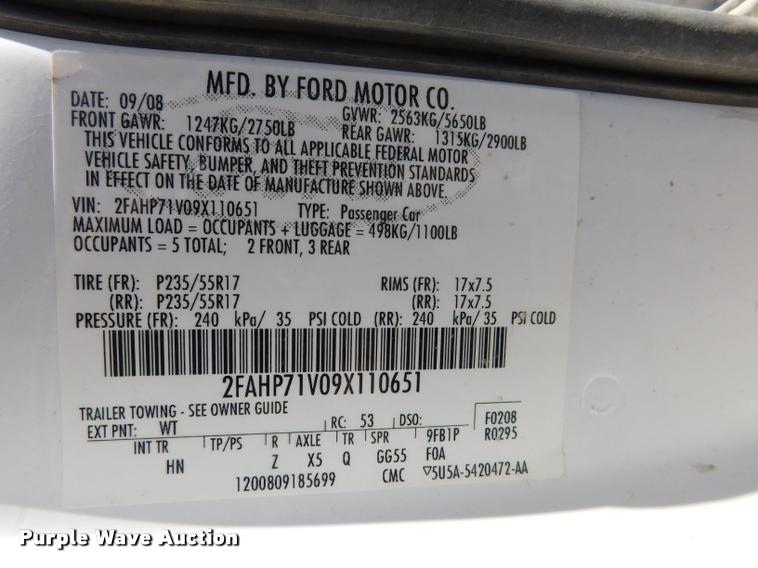 MFD. BY FORD MOTOR CO.
DATE: 09/08 GVWR: 2563KG/5650LB
FRONT GAWR: 1247KG/2750LB REAR GAWR: 1315KG/2900LB
THIS VEHICLE CONFORMS TO ALL APPLICABLE FEDERAL MOTOR
VEHICLE SAFETY, BUMPER, AND THEFT PREVENTION STANDARDS
IN EFFECT ON THE DATE OF MANUFACTURE SHOWN ABOVE.
VIN: 2FAHP71V09X110651 TYPE: Passenger Car
MAXIMUM LOAD = OCCUPANTS + LUGGAGE = 498KG/1100LB
OCCUPANTS = 5 TOTAL; 2 FRONT, 3 REAR
TIRE (FR): P235/55R17 RIMS (FR): 17x7.5
(RR): P235/55R17 (RR): 17x7.5
PRESSURE (FR): 240 kPa/ 35 PSI COLD (RR): 240 kPa/ 35 PSI COLD
2FAHP71V09X110651
TRAILER TOWING - SEE OWNER GUIDE
EXT PNT: WT RC: 53 DSO: F0208
INT TR TP/PS R AXLE TR SPR 9FB1P R0295
HN Z X5 Q GG55 F0A
1200809185699 CMC ▽5U5A-5420472-AA
Purple Wave Auction
Purple Wave Auction